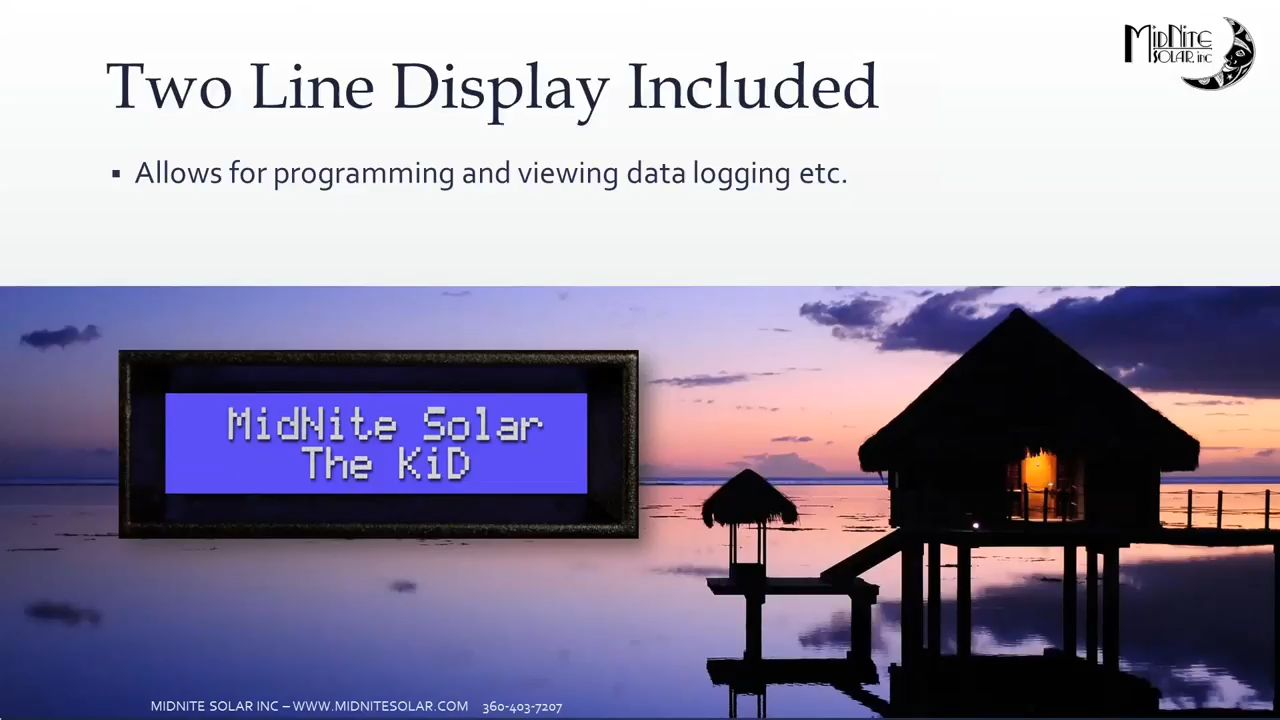 MidNite
SOLAR, inc
Two Line Display Included
▪ Allows for programming and viewing data logging etc.
MidNite Solar
The KiD
MIDNITE SOLAR INC – WWW.MIDNITESOLAR.COM 360-403-7207